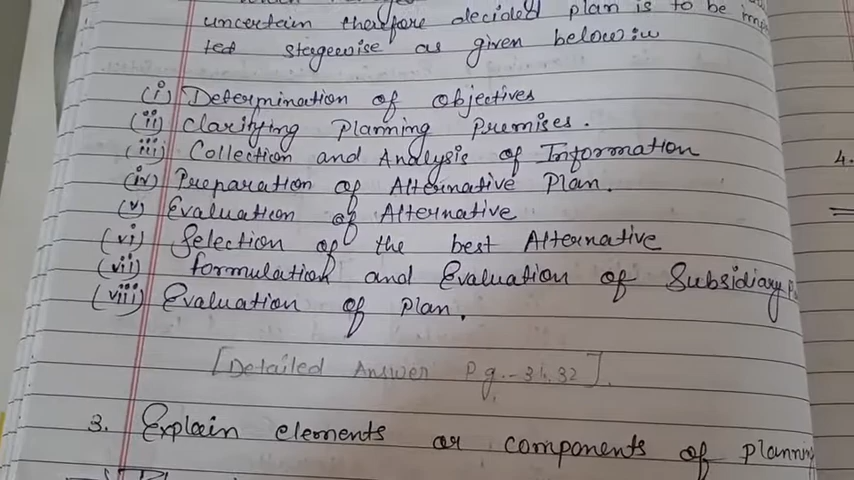 uncertain therefore decided plan is to be
ted stagewise as given below:-
(i) Determination of objectives
(ii) Clarifying Planning Premises.
(iii) Collection and Analysis of Information
(iv) Preparation of Alternative Plan.
(v) Evaluation of Alternative
(vi) Selection of the best Alternative
(vii) formulation and Evaluation of Subsidiary
(viii) Evaluation of plan.
[Detailed Answer Pg.- 31,32].
3. Explain elements or components of planning
4.